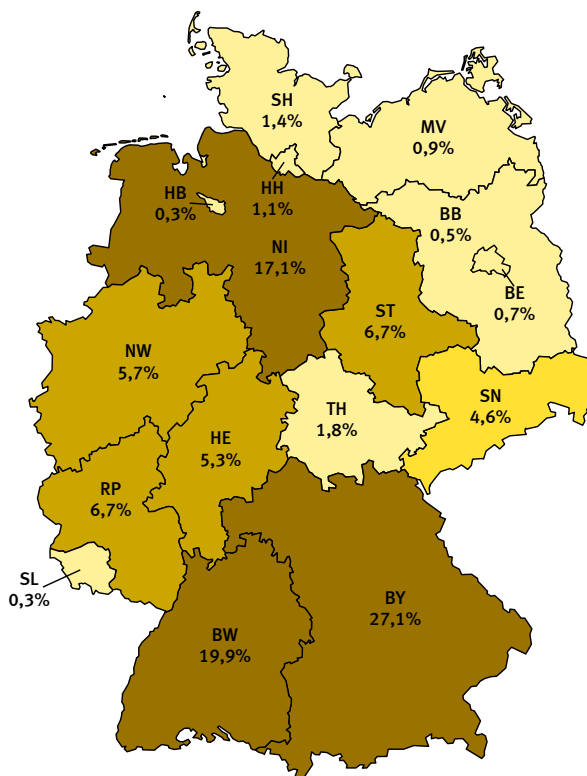 SH
1,4%
MV
0,9%
HB
0,3%
HH
1,1%
BB
0,5%
NI
17,1%
BE
0,7%
ST
6,7%
NW
5,7%
SN
4,6%
TH
1,8%
HE
5,3%
RP
6,7%
SL
0,3%
BY
27,1%
BW
19,9%